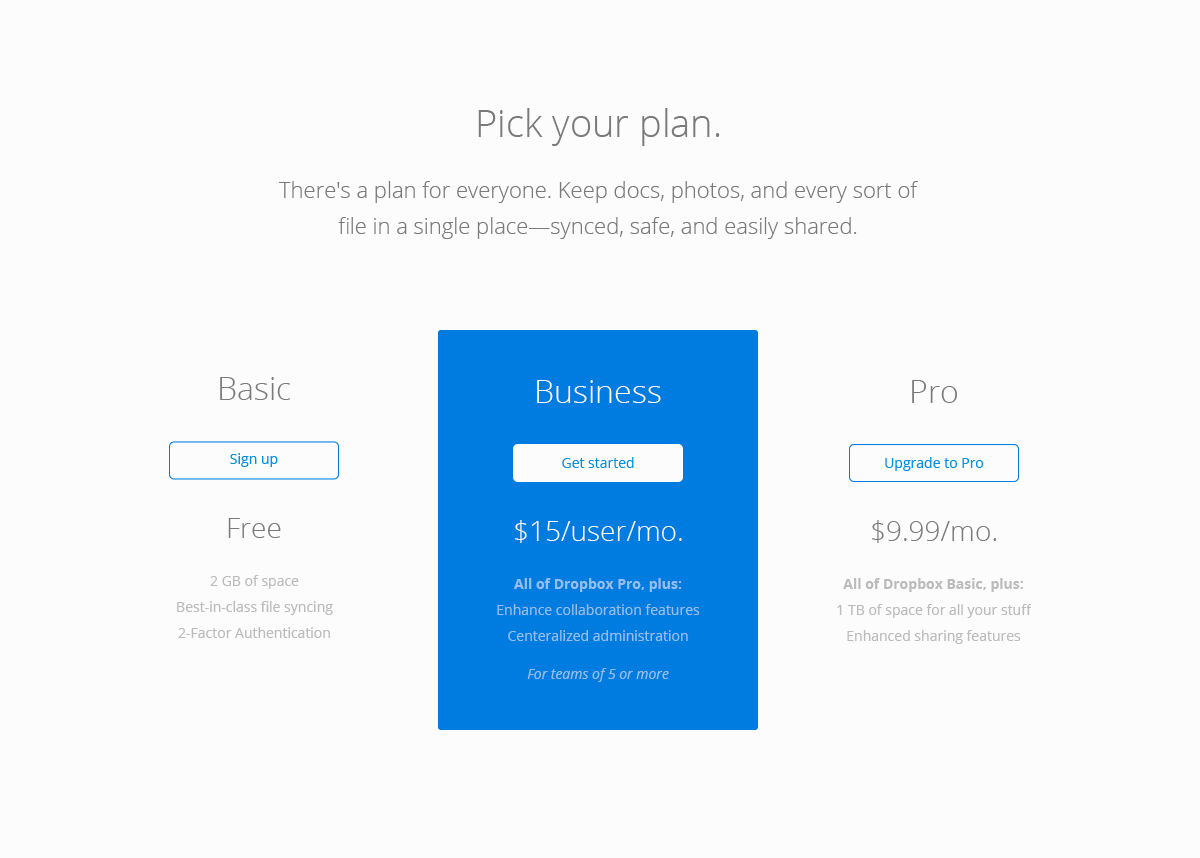 Pick your plan.
There's a plan for everyone. Keep docs, photos, and every sort of
file in a single place—synced, safe, and easily shared.
Basic
Sign up
Free
2 GB of space
Best-in-class file syncing
2-Factor Authentication
Business
Get started
$15/user/mo.
All of Dropbox Pro, plus:
Enhance collaboration features
Centeralized administration
For teams of 5 or more
Pro
Upgrade to Pro
$9.99/mo.
All of Dropbox Basic, plus:
1 TB of space for all your stuff
Enhanced sharing features